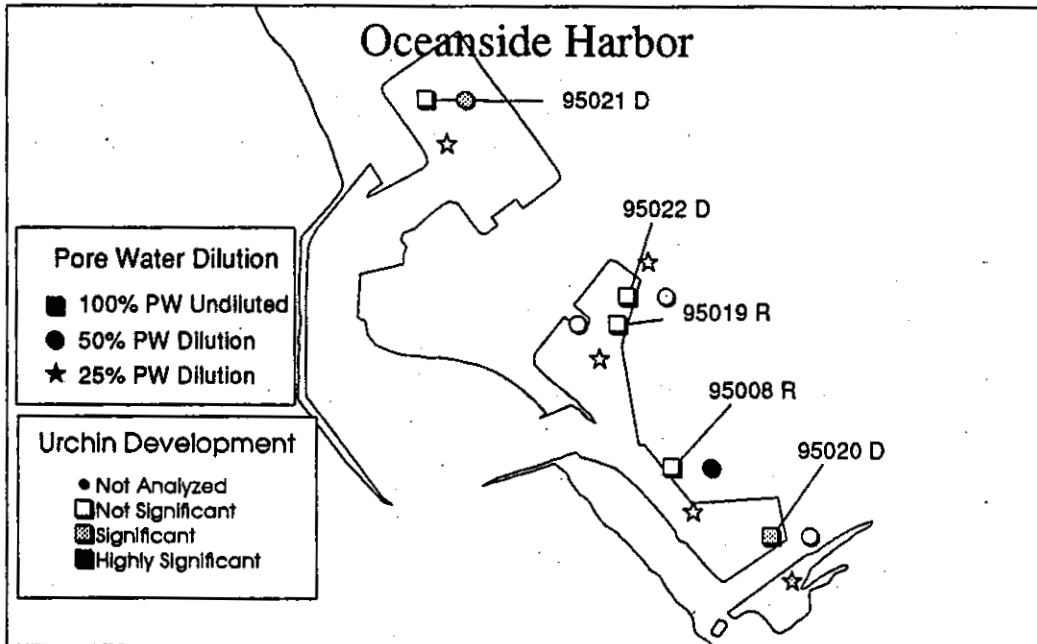 Oceanside Harbor
95021 D
95022 D
95019 R
95008 R
95020 D
Pore Water Dilution
100% PW Undiluted
50% PW Dilution
25% PW Dilution
Urchin Development
Not Analyzed
Not Significant
Significant
Highly Significant